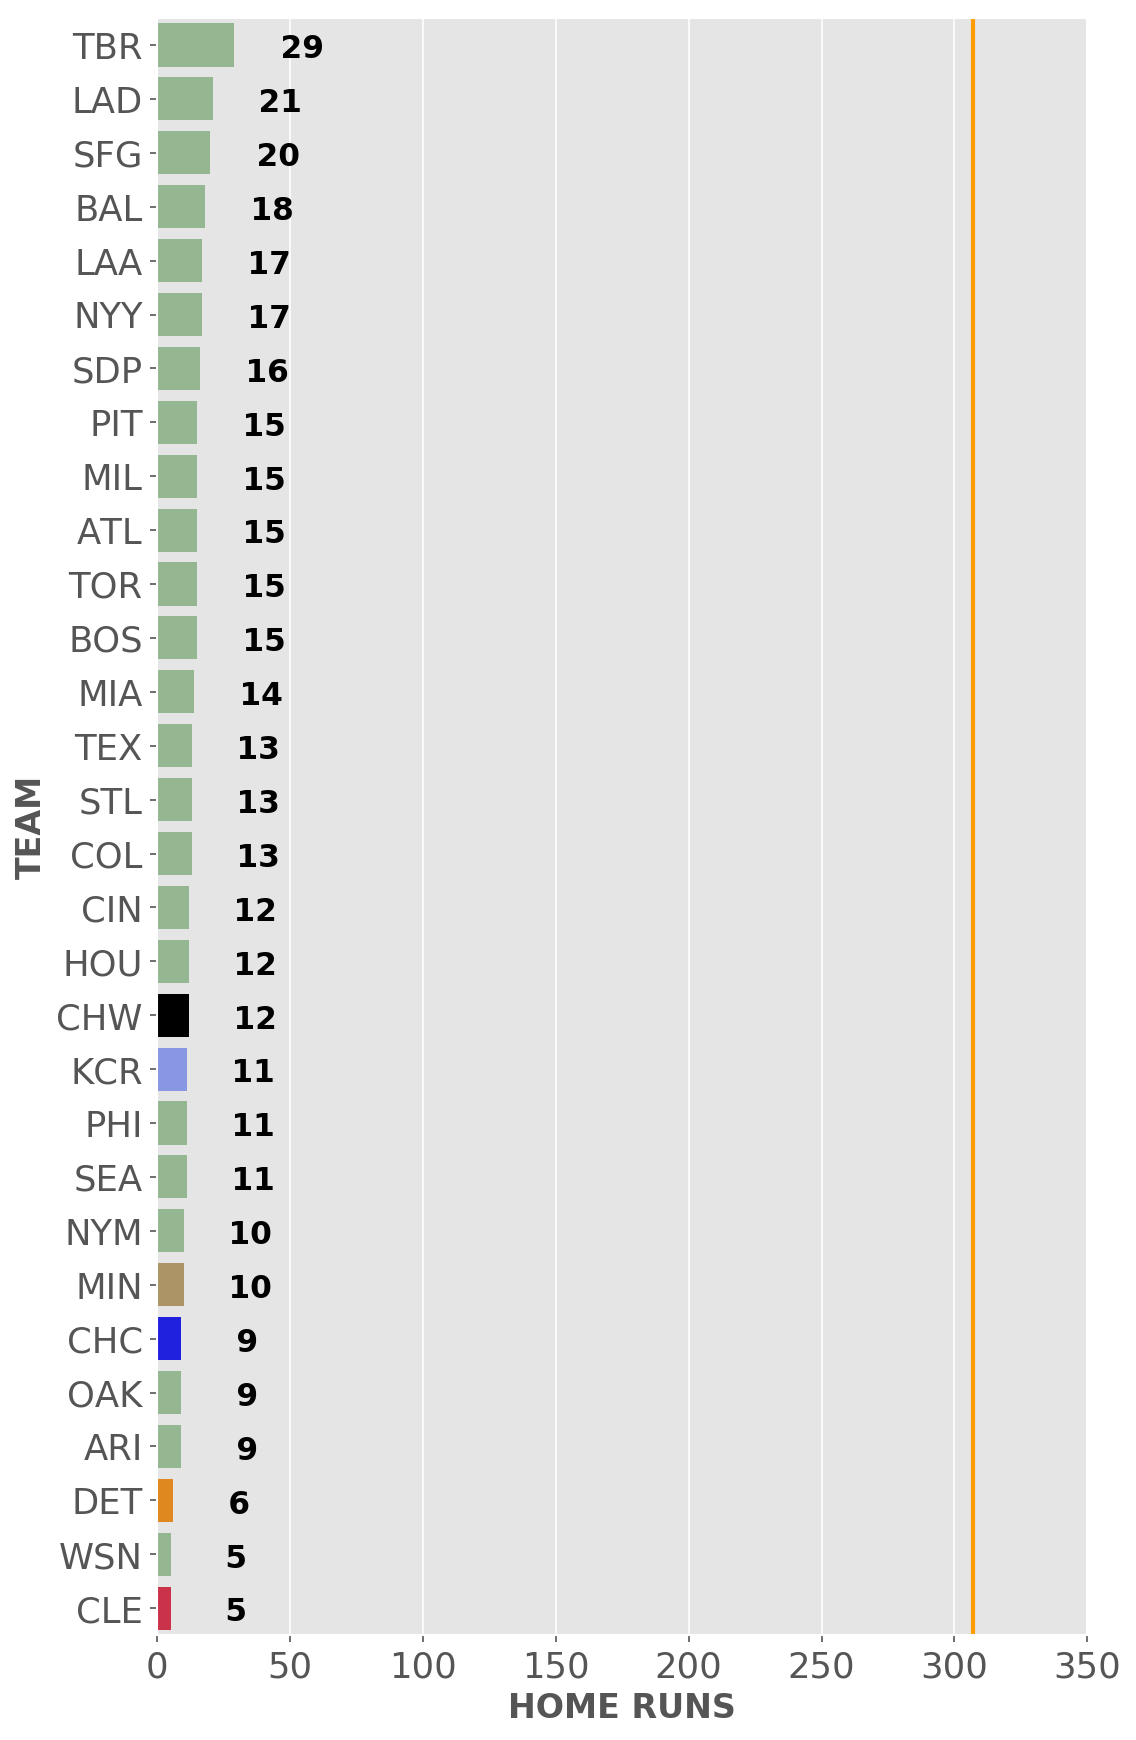 TBR 29
LAD 21
SFG 20
BAL 18
LAA 17
NYY 17
SDP 16
PIT 15
MIL 15
ATL 15
TOR 15
BOS 15
MIA 14
TEX 13
STL 13
COL 13
CIN 12
HOU 12
CHW 12
KCR 11
PHI 11
SEA 11
NYM 10
MIN 10
CHC 9
OAK 9
ARI 9
DET 6
WSN 5
CLE 5
TEAM
0 50 100 150 200 250 300 350
HOME RUNS